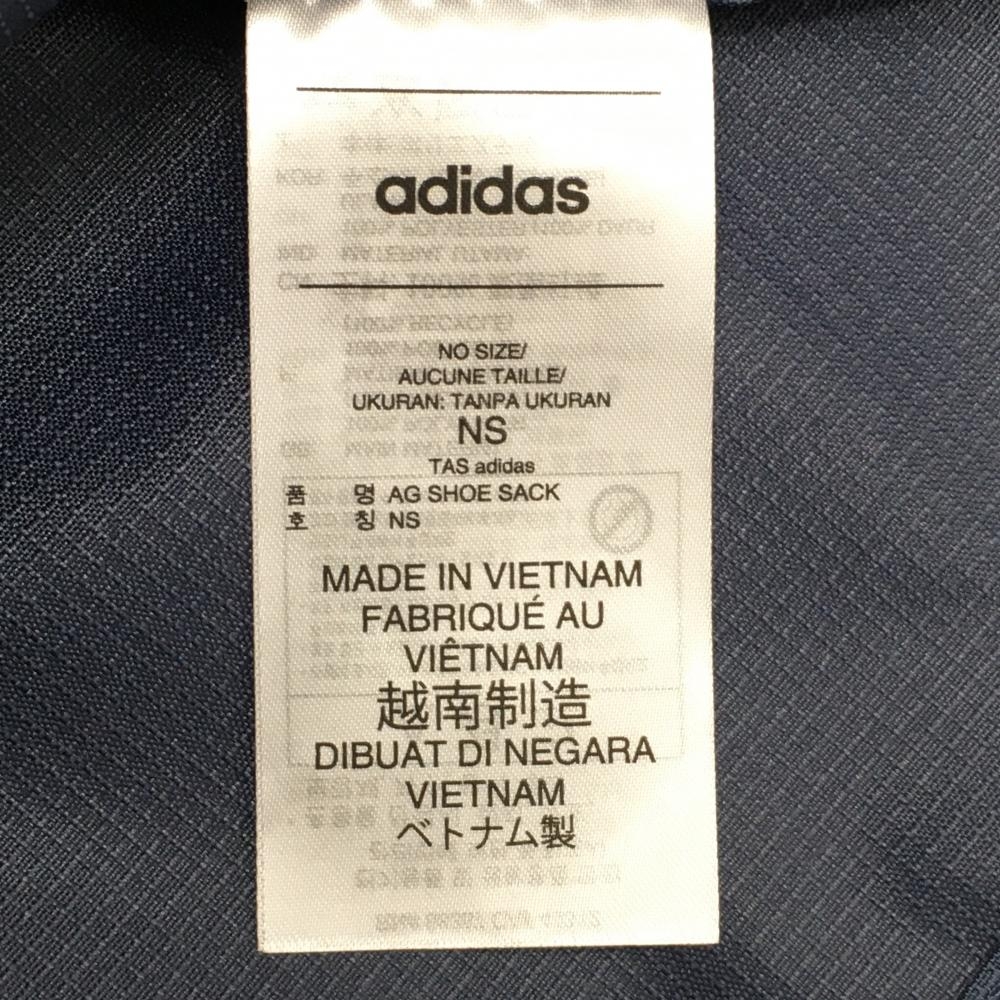 adidas
NO SIZE/
AUCUNE TAILLE/
UKURAN: TANPA UKURAN
NS
TAS adidas
품 명 AG SHOE SACK
호 칭 NS
MADE IN VIETNAM
FABRIQUÉ AU
VIÊTNAM
越南制造
DIBUAT DI NEGARA
VIETNAM
ベトナム製